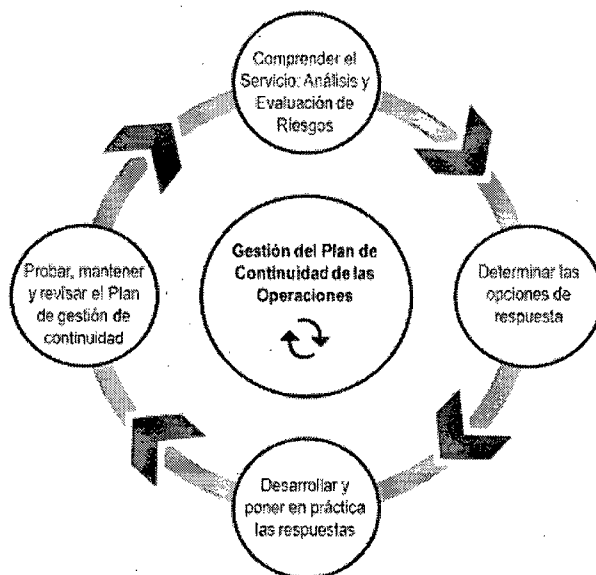 Comprender el
Servicio: Análisis y
Evaluación de
Riesgos
Gestión del Plan de
Continuidad de las
Operaciones
Probar, mantener
y revisar el Plan
de gestión de
continuidad
Determinar las
opciones de
respuesta
Desarrollar y
poner en práctica
las respuestas